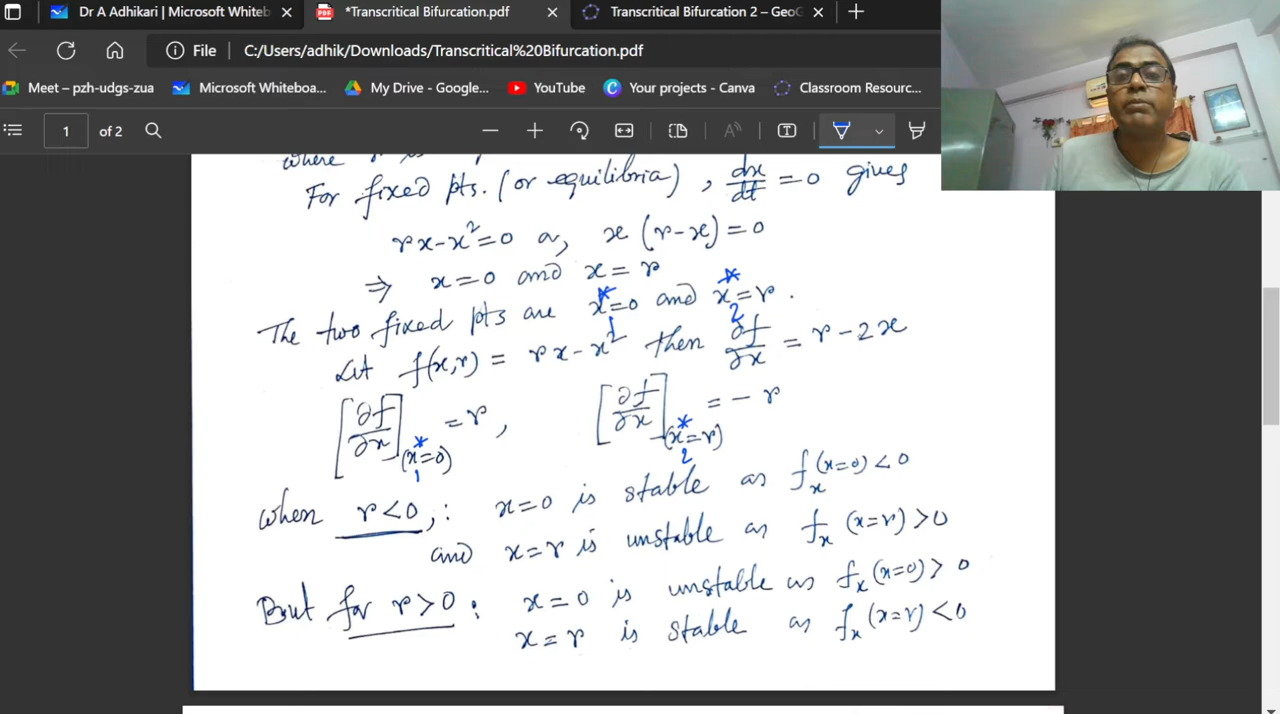 Dr A Adhikari | Microsoft Whiteb
*Transcritical Bifurcation.pdf
Transcritical Bifurcation 2 – GeoG
File
C:/Users/adhik/Downloads/Transcritical%20Bifurcation.pdf
Meet – pzh-udgs-zua
Microsoft Whiteboa...
My Drive - Google...
YouTube
Your projects - Canva
Classroom Resourc...
1 of 2
where
For fixed pts. (or equilibria), dx/dt = 0 gives
rx-x²=0 or, x (r-x)=0
⇒ x=0 and x=r
The two fixed pts are x₁*=0 and x₂*=r.
Let f(x,r) = rx-x² then ∂f/∂x = r-2x
[∂f/∂x](x₁*=0) = r, [∂f/∂x](x₂*=r) = -r
when r<0,: x=0 is stable as fₓ(x=0)<0
and x=r is unstable as fₓ(x=r)>0
But for r>0: x=0 is unstable as fₓ(x=0)>0
x=r is stable as fₓ(x=r)<0